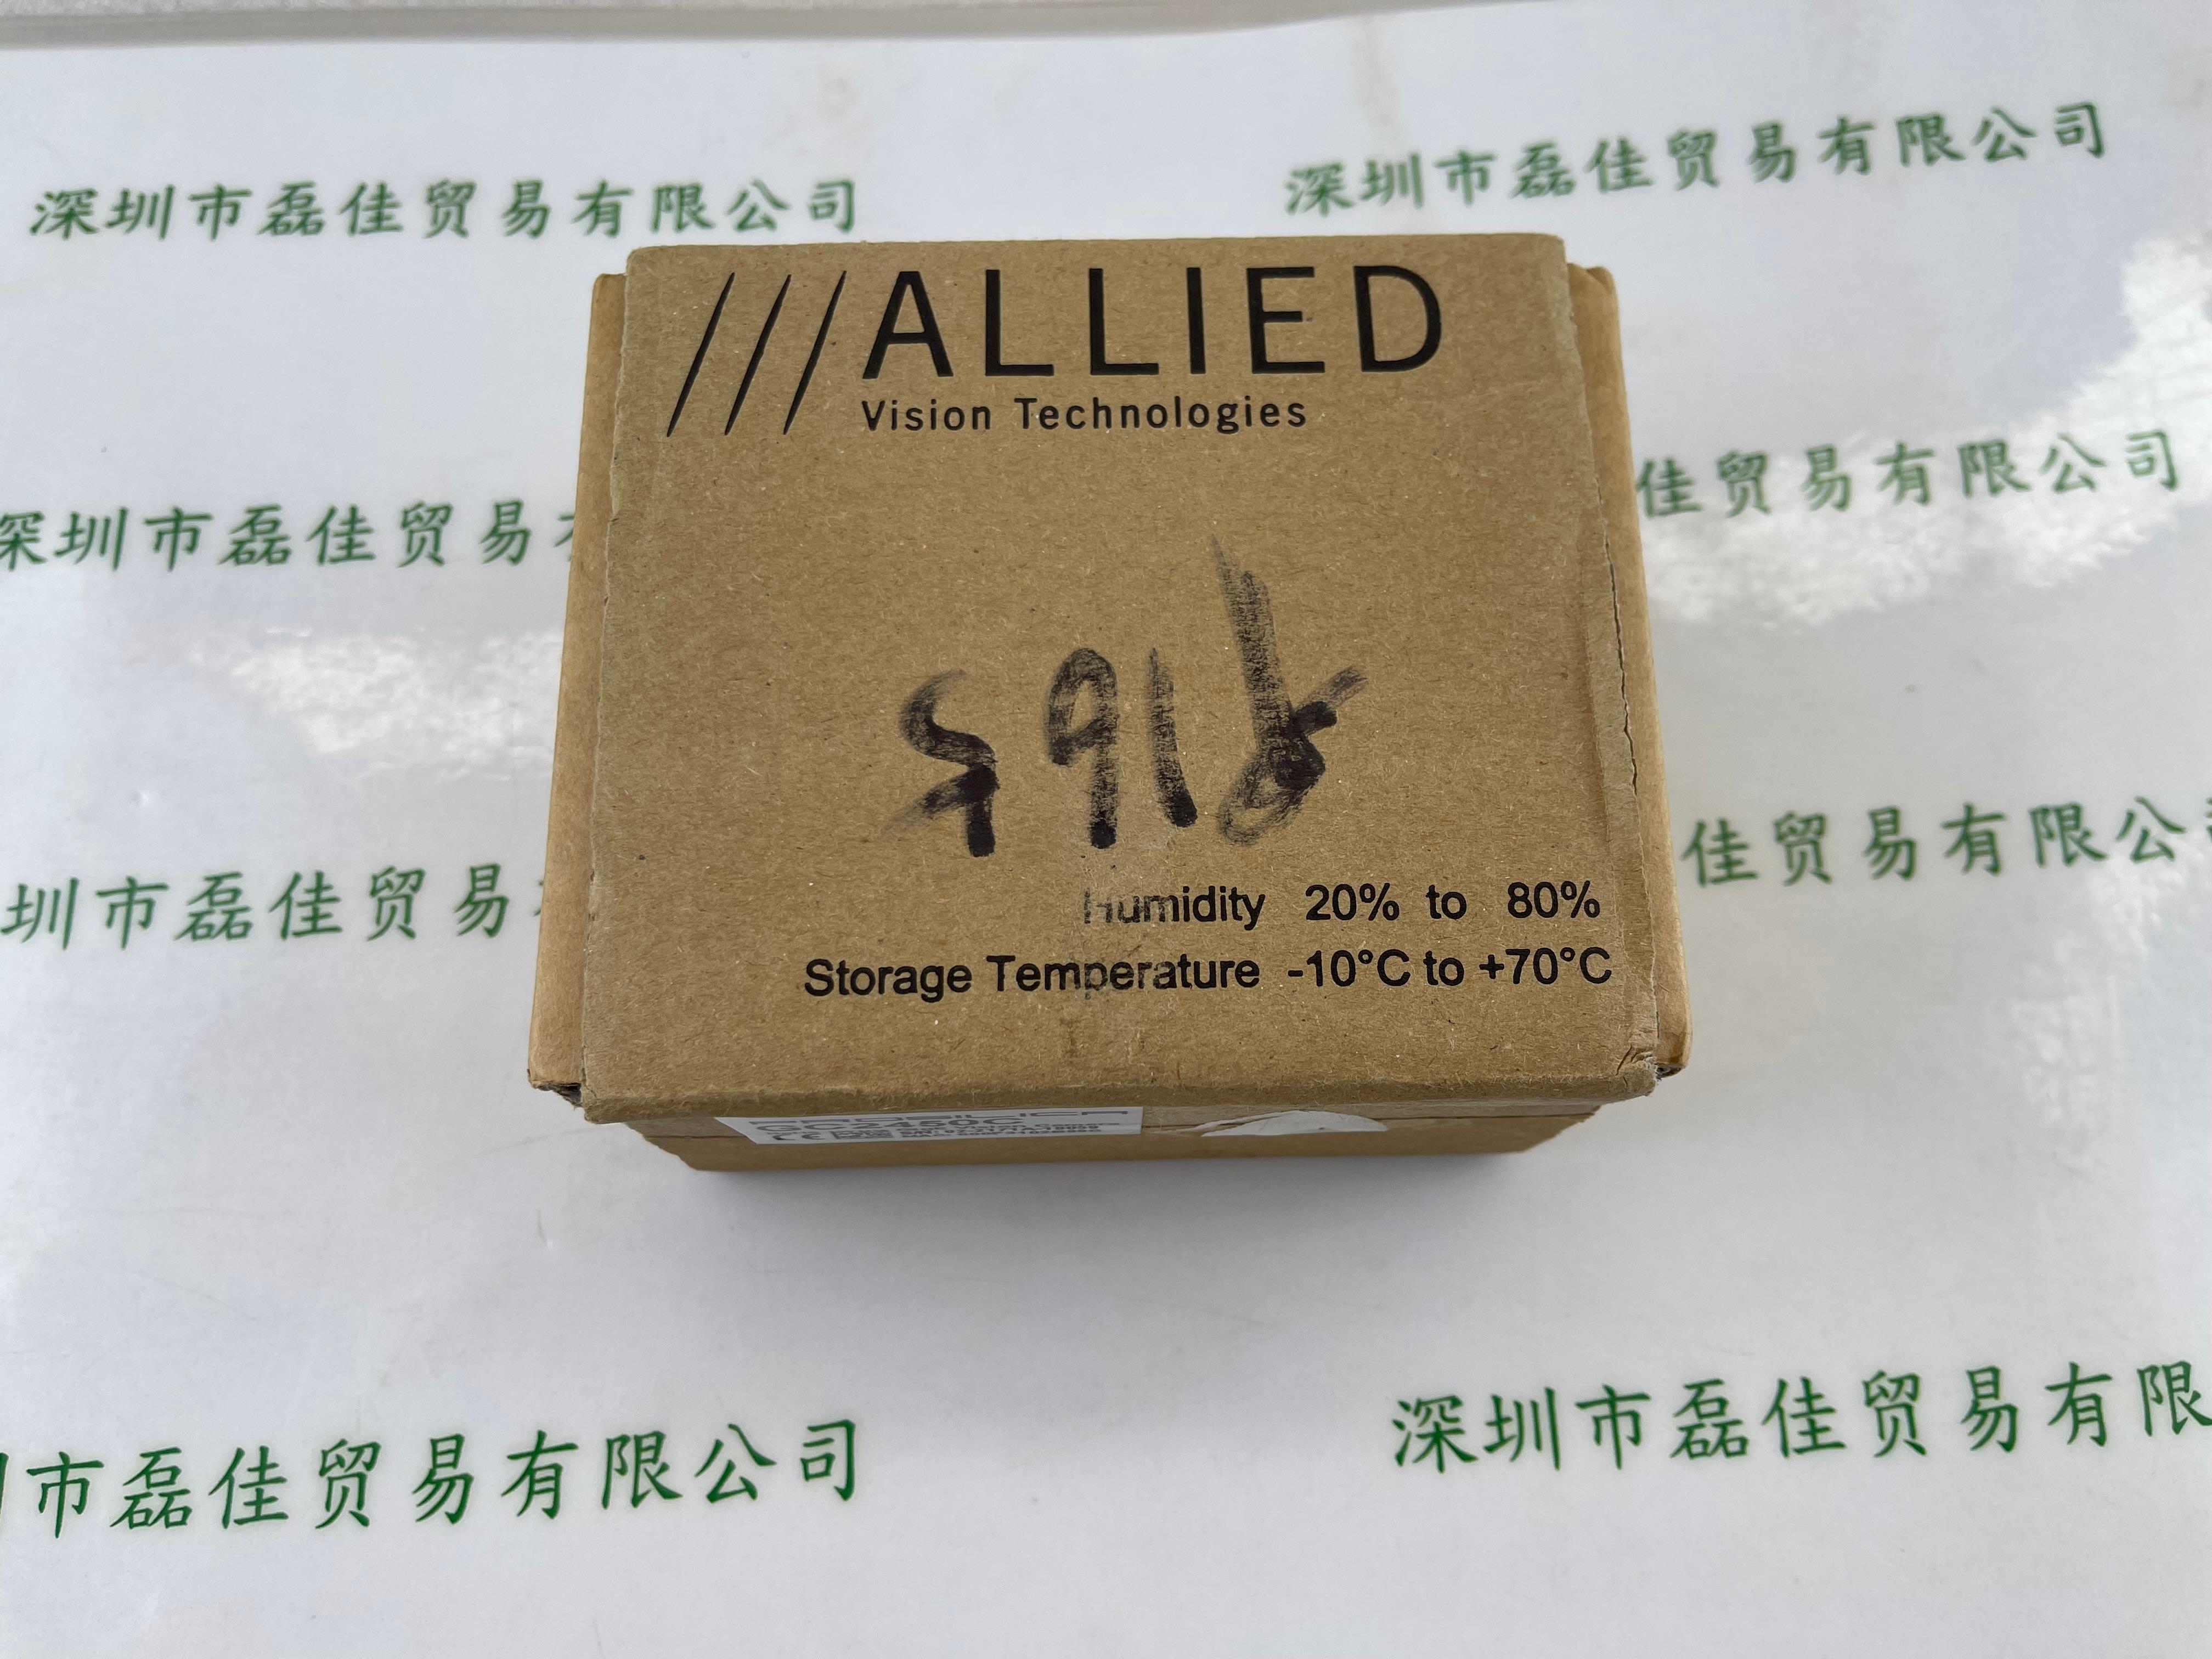 深圳市磊佳贸易有限公司
深圳市磊佳贸易有限公司
///ALLIED
Vision Technologies
深圳市磊佳贸易
佳贸易有限公司
Humidity 20% to 80%
Storage Temperature -10°C to +70°C
圳市磊佳贸易
佳贸易有限公
GC2450C
CE
市磊佳贸易有限公司
深圳市磊佳贸易有限